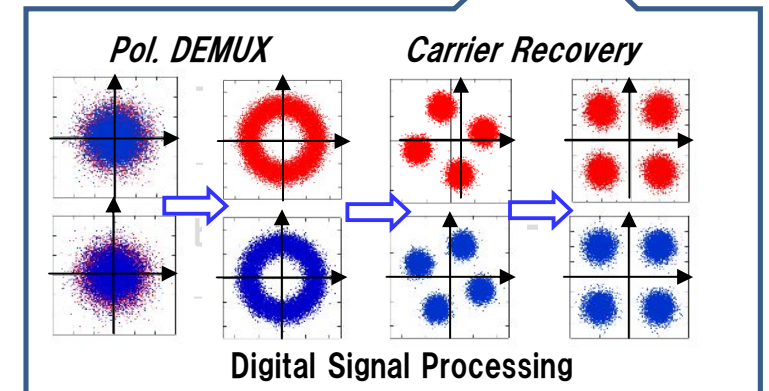 Pol. DEMUX
Carrier Recovery
Digital Signal Processing